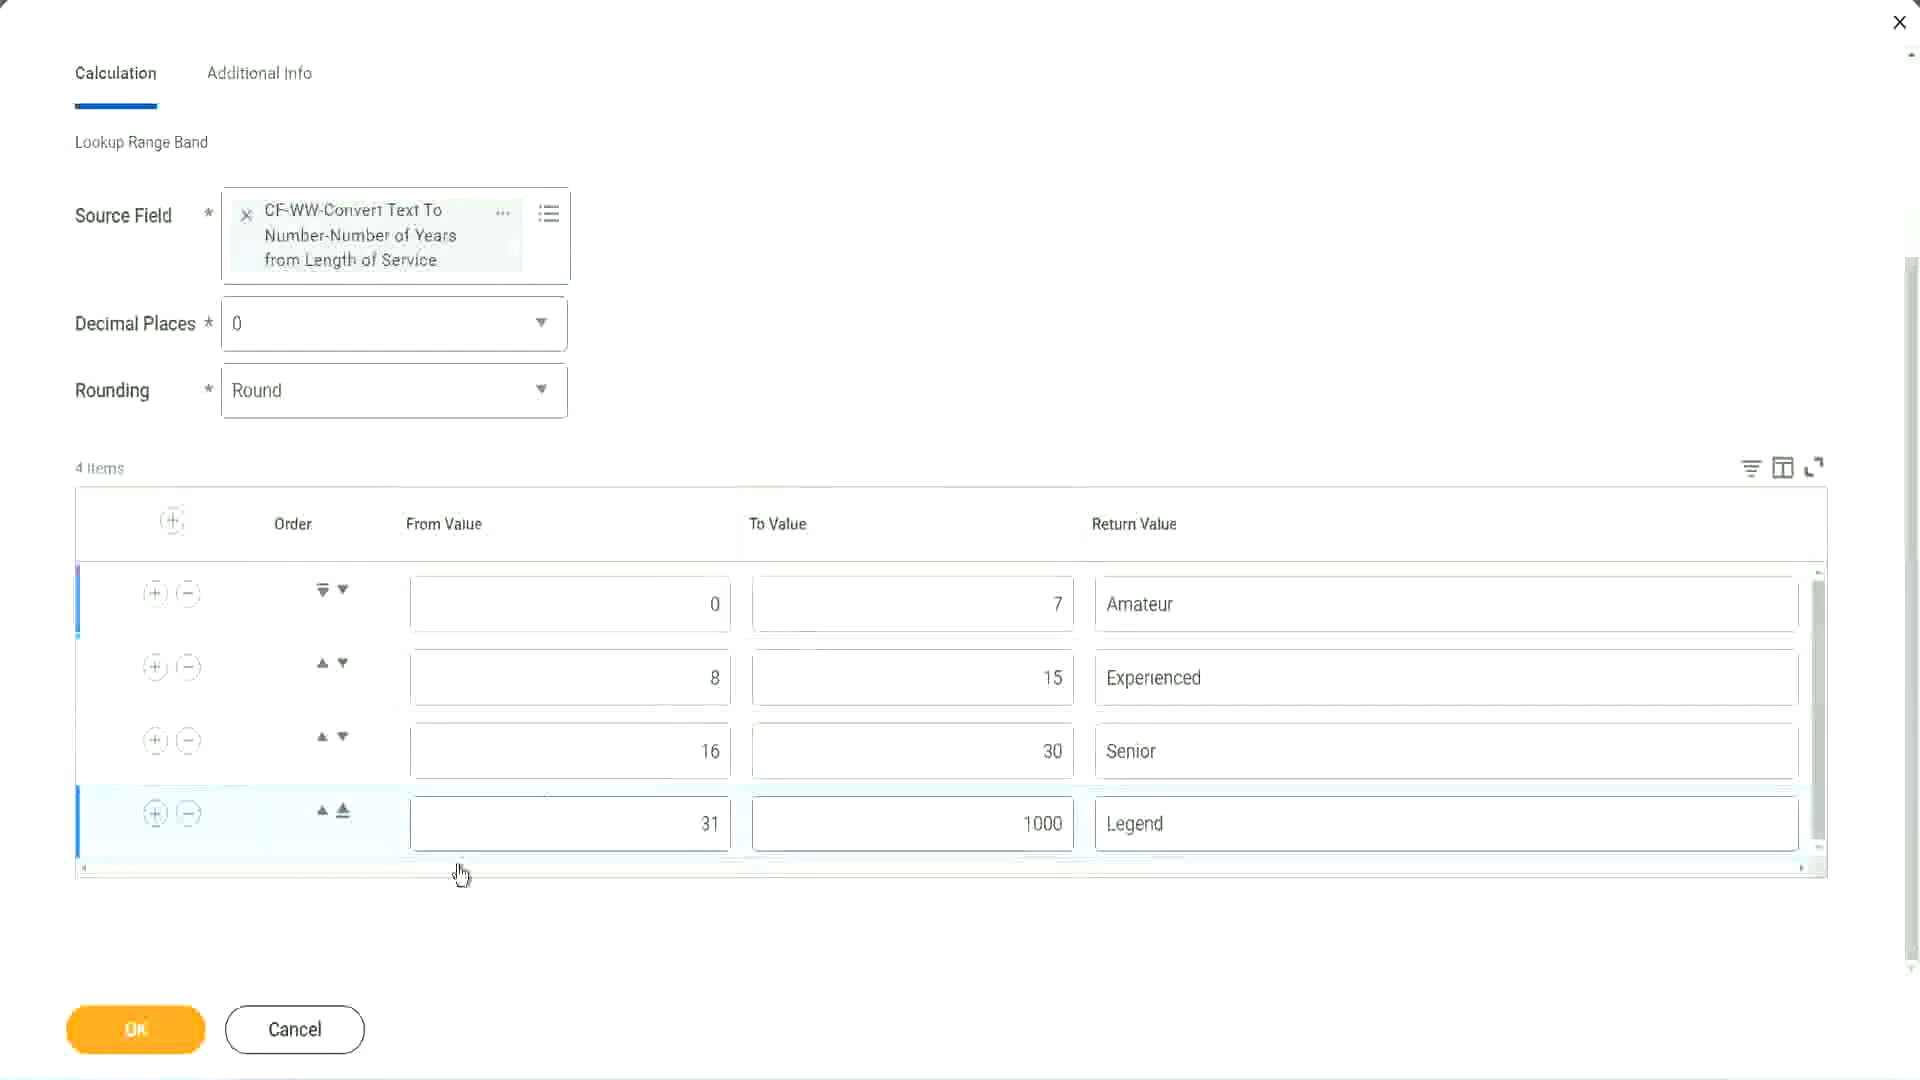 Calculation
Additional Info
Lookup Range Band
Source Field *
CF-WW-Convert Text To
Number-Number of Years
from Length of Service
Decimal Places * 0
Rounding * Round
4 items
Order From Value To Value Return Value
0 7 Amateur
8 15 Experienced
16 30 Senior
31 1000 Legend
OK Cancel